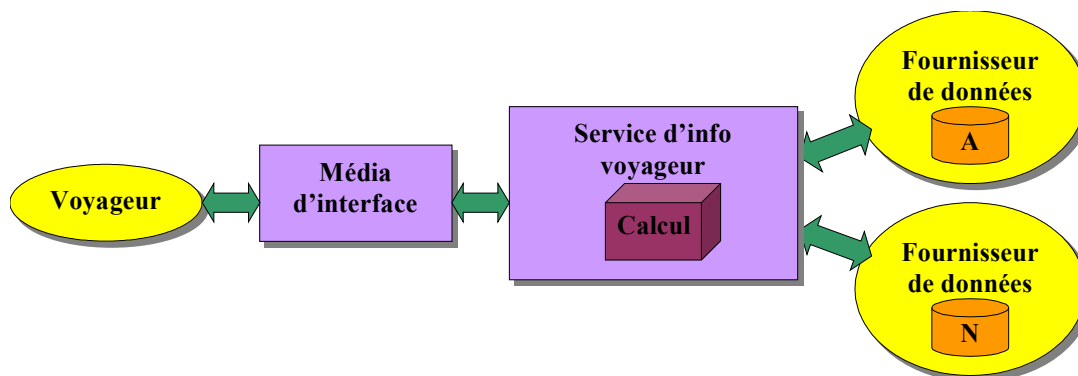 Voyageur
Média
d'interface
Service d'info
voyageur
Calcul
Fournisseur
de données
A
Fournisseur
de données
N